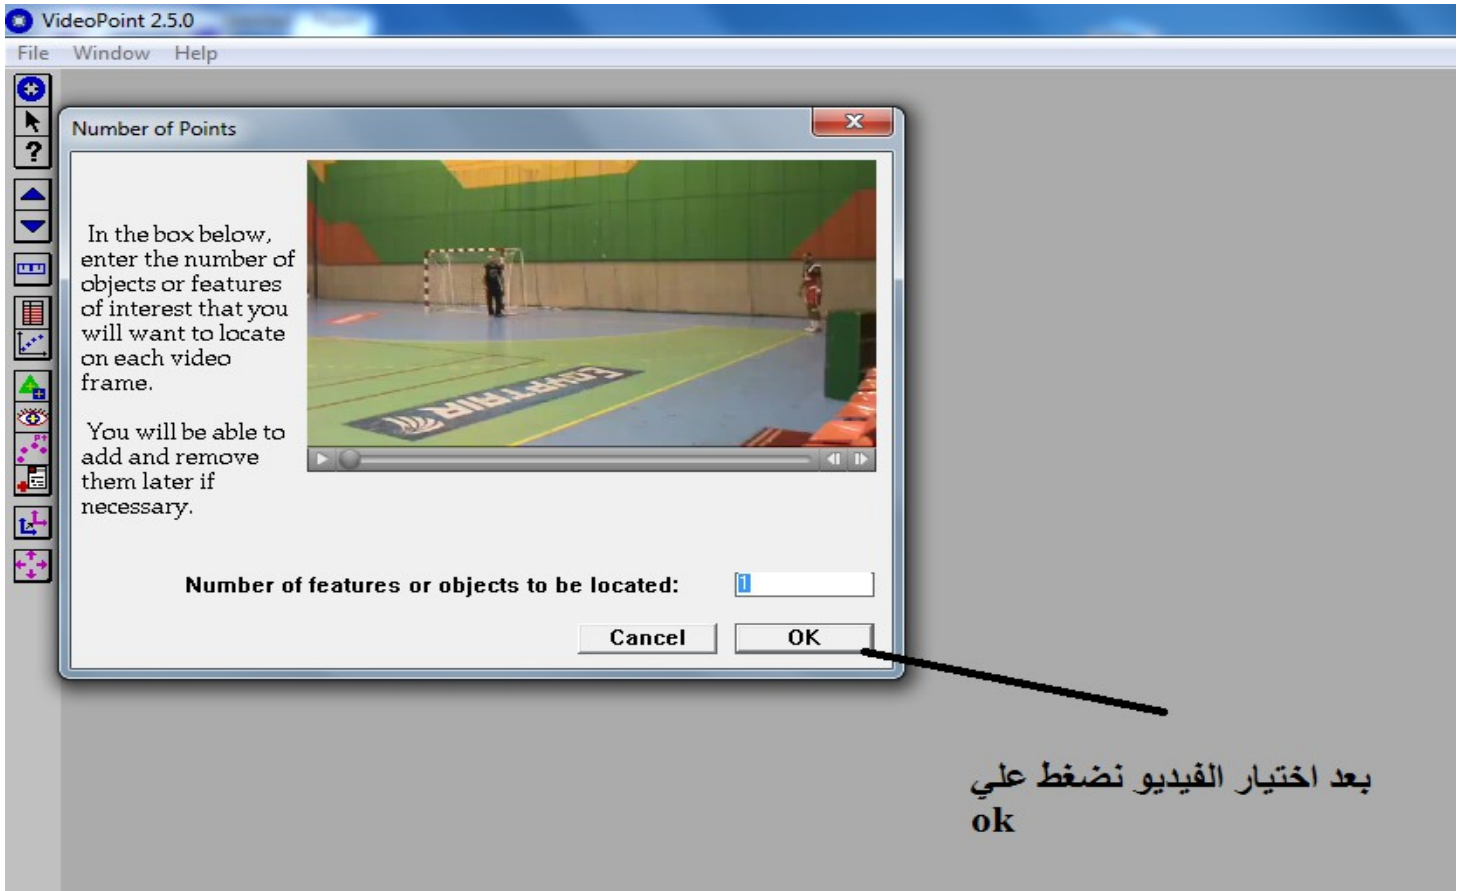 VideoPoint 2.5.0
File Window Help
Number of Points
In the box below,
enter the number of
objects or features
of interest that you
will want to locate
on each video
frame.
You will be able to
add and remove
them later if
necessary.
EGYPTAIR
Number of features or objects to be located: 1
Cancel OK
بعد اختيار الفيديو نضغط علي
ok